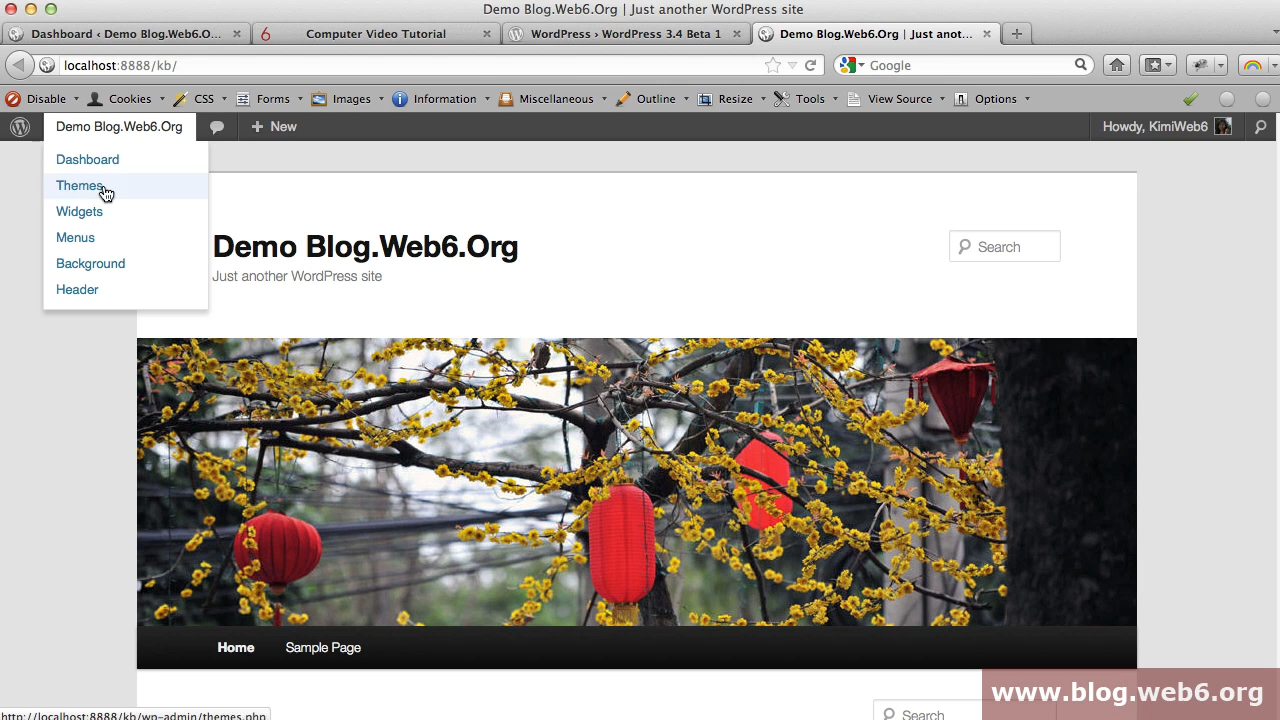 Demo Blog.Web6.Org | Just another WordPress site
Dashboard ‹ Demo Blog.Web6.O...
Computer Video Tutorial
WordPress › WordPress 3.4 Beta 1
Demo Blog.Web6.Org | Just anot...
localhost:8888/kb/
Google
Disable Cookies CSS Forms Images Information Miscellaneous Outline Resize Tools View Source Options
Demo Blog.Web6.Org + New Howdy, KimiWeb6
Dashboard
Themes
Widgets
Menus
Background
Header
Demo Blog.Web6.Org
Just another WordPress site
Search
Home Sample Page
www.blog.web6.org
Search
http://localhost:8888/kb/wp-admin/themes.php